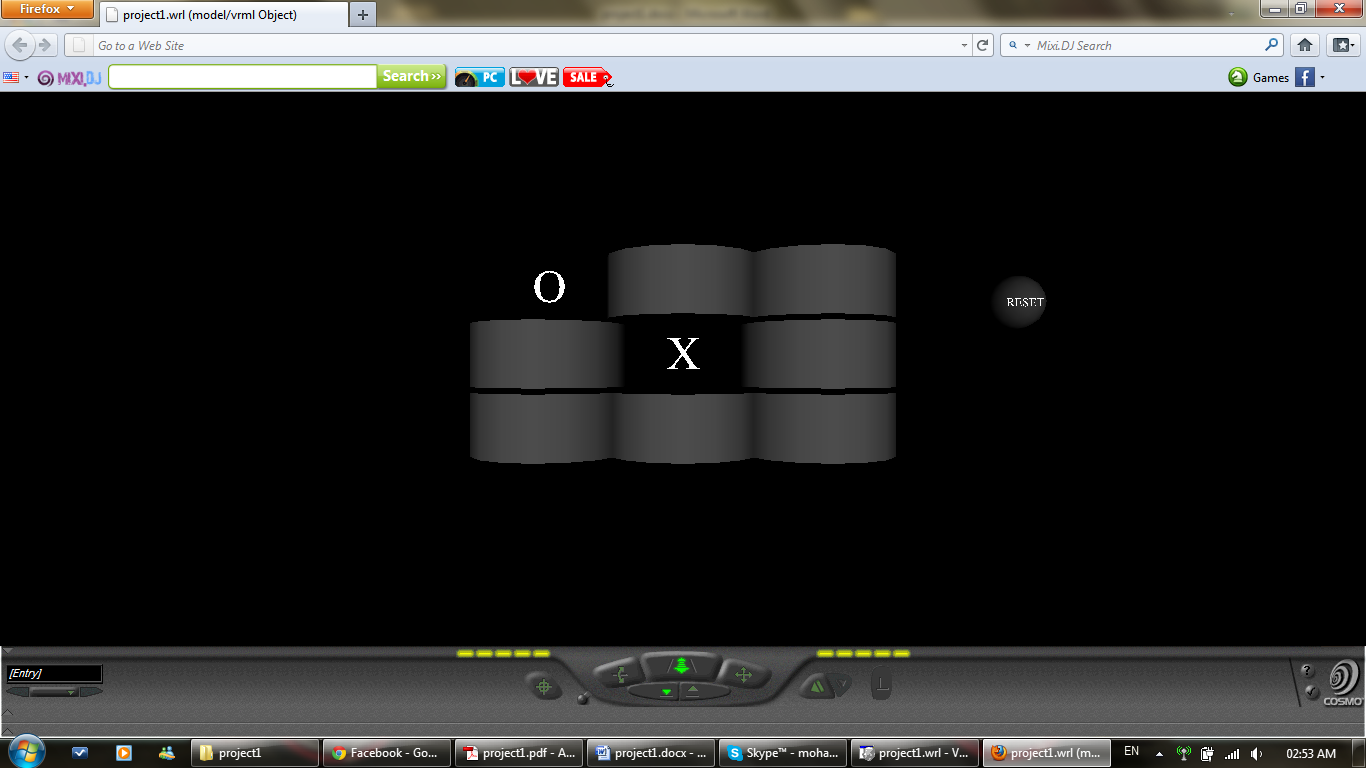 Firefox
project1.wrl (model/vrml Object)
Go to a Web Site
Mixi.DJ Search
MIXI.DJ
Search >>
PC
LOVE
SALE
Games
f
O
X
RESET
[Entry]
?
COSMO
project1
Facebook - Go...
project1.pdf - A...
project1.docx - ...
Skype™ - moha...
project1.wrl - V...
project1.wrl (m...
EN
02:53 AM